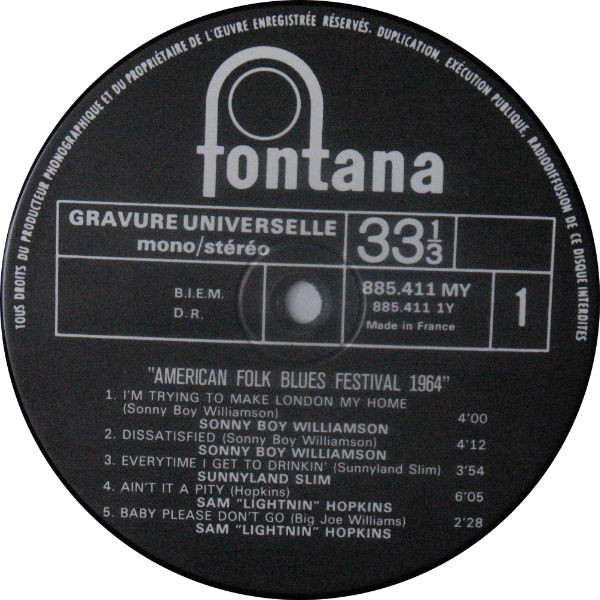 TOUS DROITS DU PRODUCTEUR PHONOGRAPHIQUE ET DU PROPRIÉTAIRE DE L'ŒUVRE ENREGISTRÉE RÉSERVÉS. DUPLICATION, EXÉCUTION PUBLIQUE, RADIODIFFUSION DE CE DISQUE INTERDITES
fontana
GRAVURE UNIVERSELLE
mono/stéréo
33 1/3
B.I.E.M.
D.R.
885.411 MY
885.411 1Y
Made in France
1
"AMERICAN FOLK BLUES FESTIVAL 1964"
1. I'M TRYING TO MAKE LONDON MY HOME
(Sonny Boy Williamson) 4'00
SONNY BOY WILLIAMSON
2. DISSATISFIED (Sonny Boy Williamson) 4'12
SONNY BOY WILLIAMSON
3. EVERYTIME I GET TO DRINKIN' (Sunnyland Slim) 3'54
SUNNYLAND SLIM
4. AIN'T IT A PITY (Hopkins) 6'05
SAM "LIGHTNIN" HOPKINS
5. BABY PLEASE DON'T GO (Big Joe Williams) 2'28
SAM "LIGHTNIN" HOPKINS